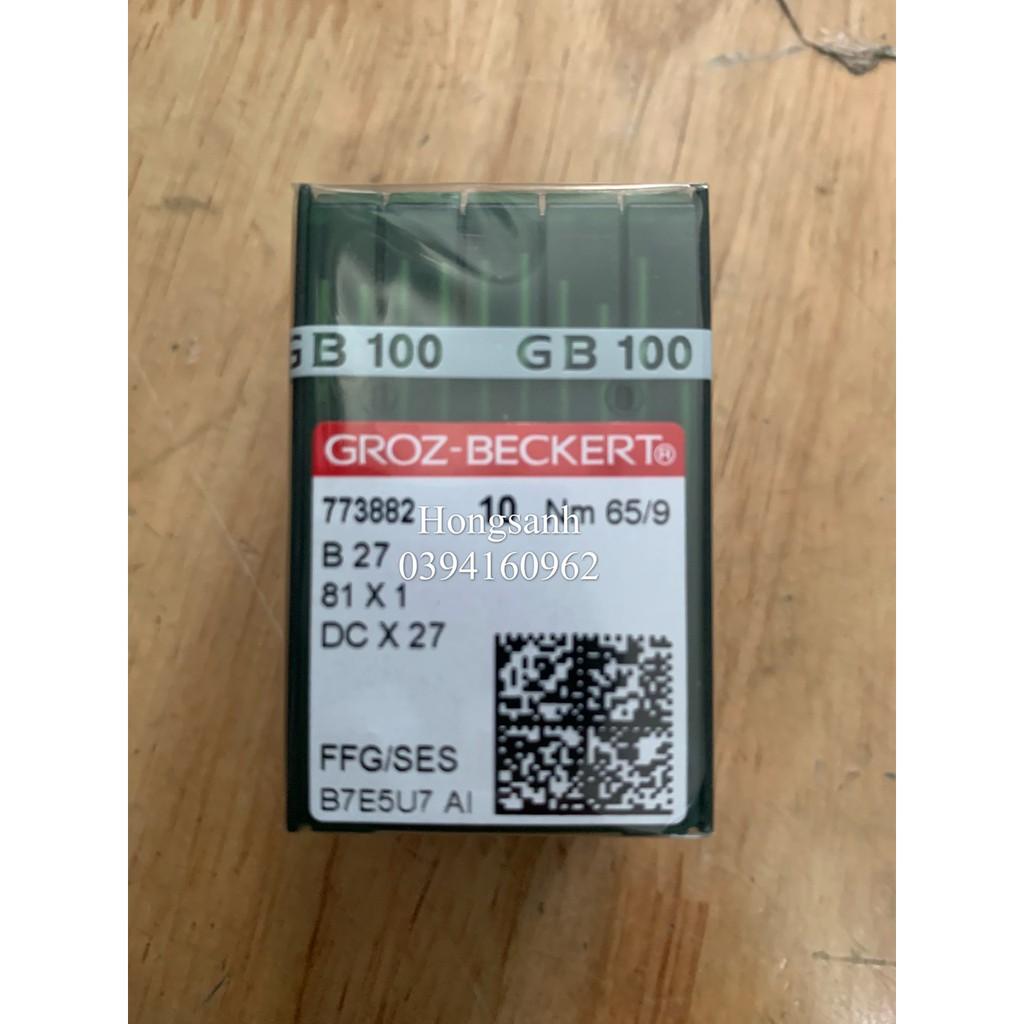 GB 100 GB 100
GROZ-BECKERT®
773882 10 Nm 65/9
Hongsanh
B 27
0394160962
81 X 1
DC X 27
FFG/SES
B7E5U7 AI